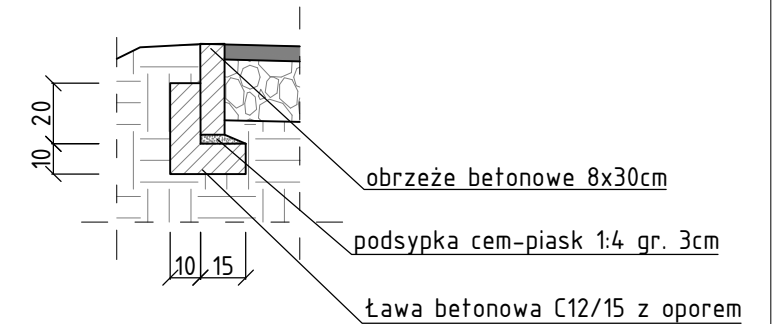 20
10
obrzeże betonowe 8x30cm
podsypka cem-piask 1:4 gr. 3cm
10 15
Ława betonowa C12/15 z oporem